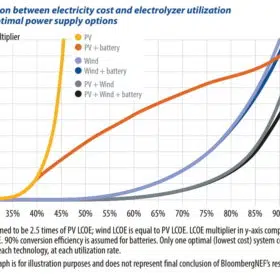 on between electricity cost and electrolyzer utilization
timal power supply options
ultiplier
PV
PV + battery
Wind
Wind + battery
PV + Wind
PV + Wind + battery
35% 40% 45% 50% 55% 60% 65% 70% 75% 80% 85% 90
med to be 2.5 times of PV LCOE; wind LCOE is equal to PV LCOE. LCOE multiplier in y-axis comp
E. 90% conversion efficiency is assumed for batteries. Only one optimal (lowest cost) system c
each technology, at each utilization rate.
aph is for illustration purposes and does not represent final conclusion of BloombergNEF's res